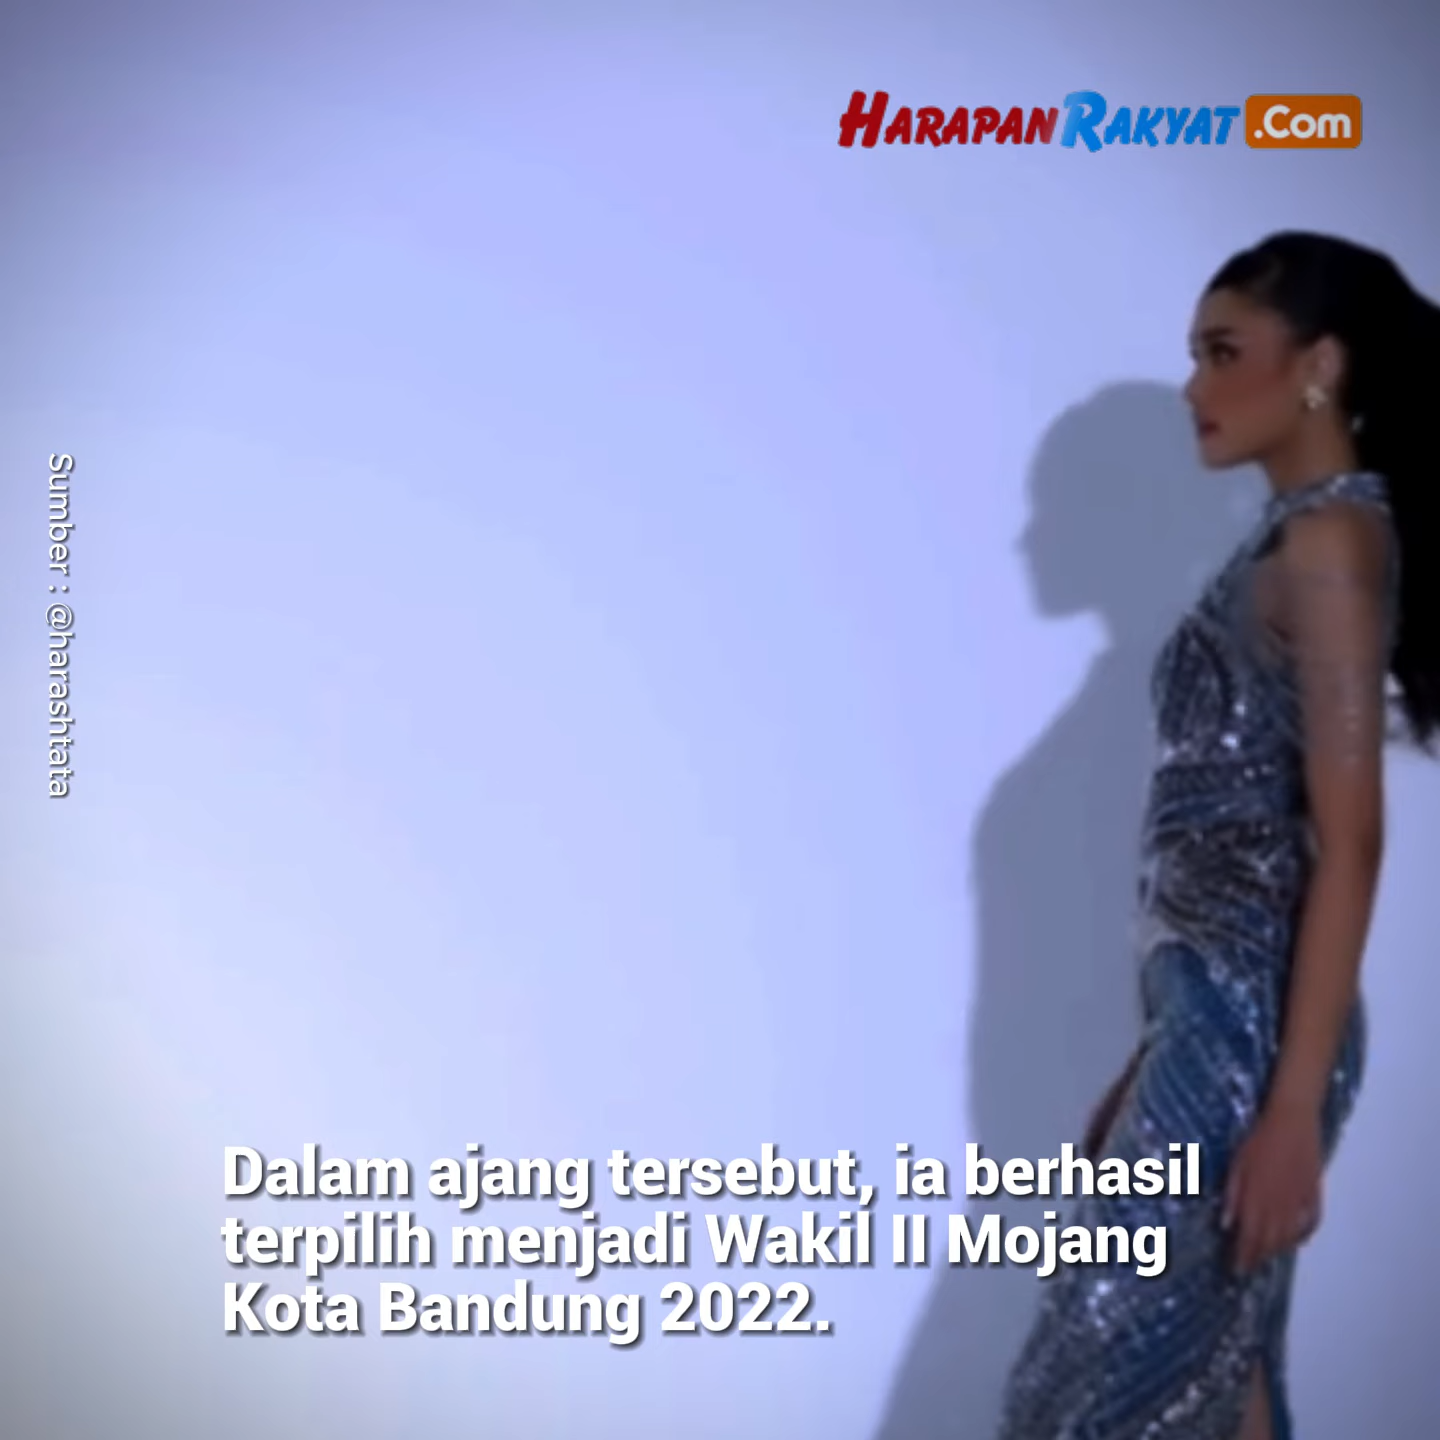 HARAPANRAKYAT.Com
Sumber : @harashtata
Dalam ajang tersebut, ia berhasil
terpilih menjadi Wakil II Mojang
Kota Bandung 2022.